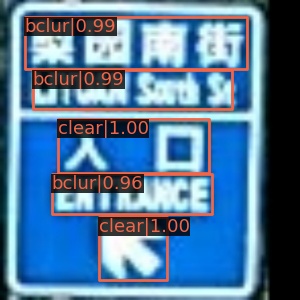 bclur|0.99
园南街
bclur|0.99
South St
clear|1.00
入口
bclur|0.96
ENTRANCE
clear|1.00